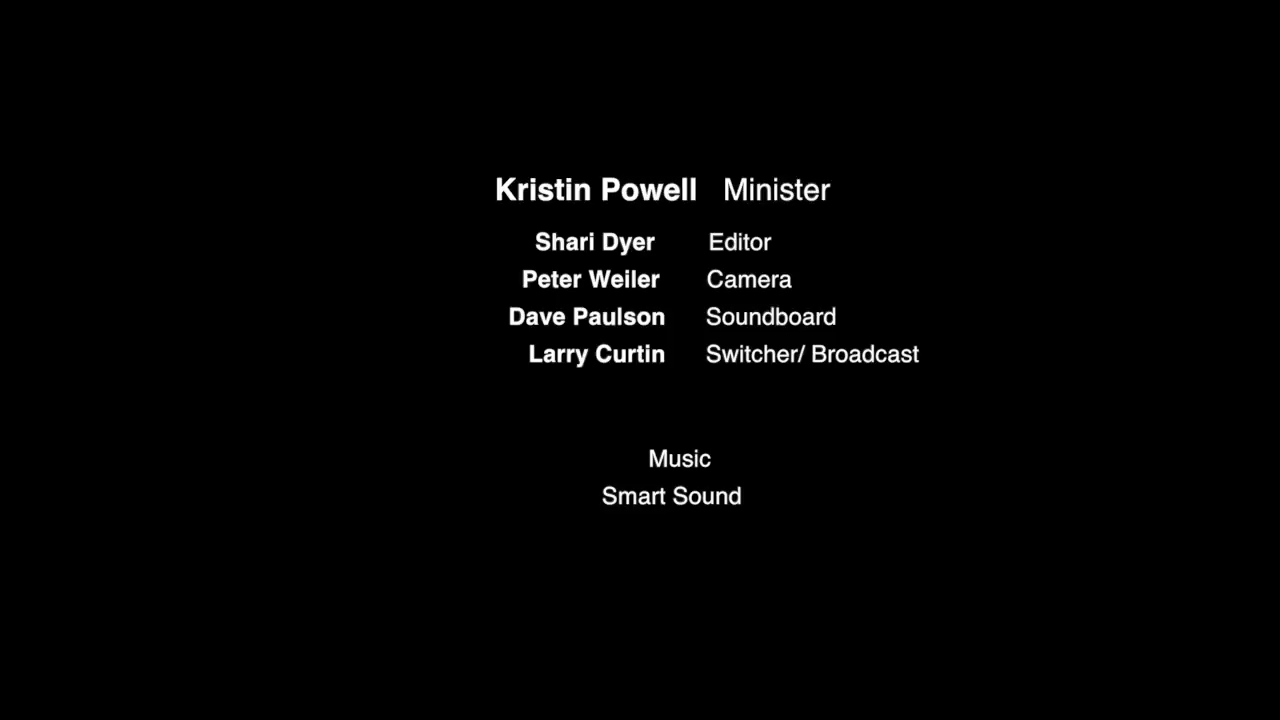 Kristin Powell Minister
Shari Dyer Editor
Peter Weiler Camera
Dave Paulson Soundboard
Larry Curtin Switcher/ Broadcast
Music
Smart Sound